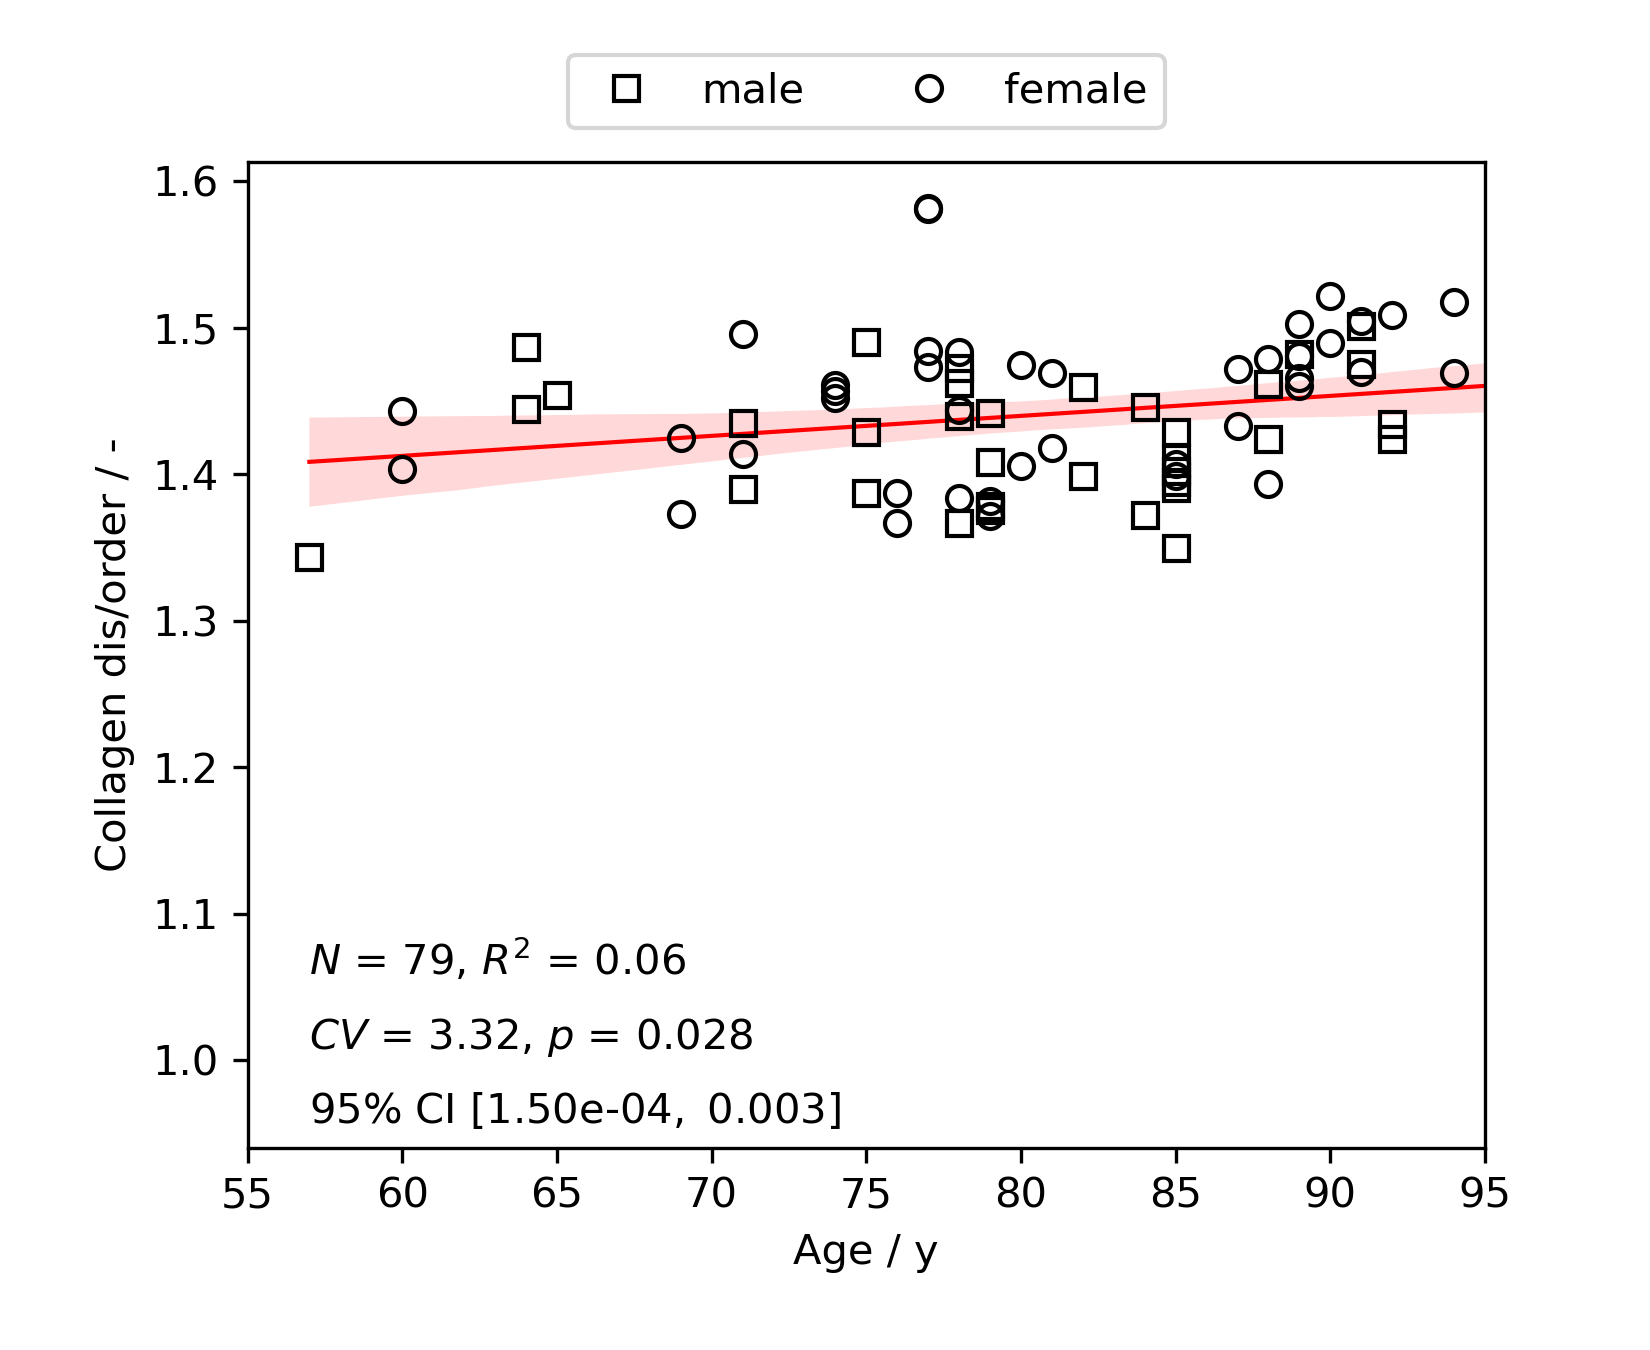 male female
1.6
1.5
1.4
1.3
1.2
1.1
1.0
Collagen dis/order / -
N = 79, R² = 0.06
CV = 3.32, p = 0.028
95% CI [1.50e-04, 0.003]
55 60 65 70 75 80 85 90 95
Age / y